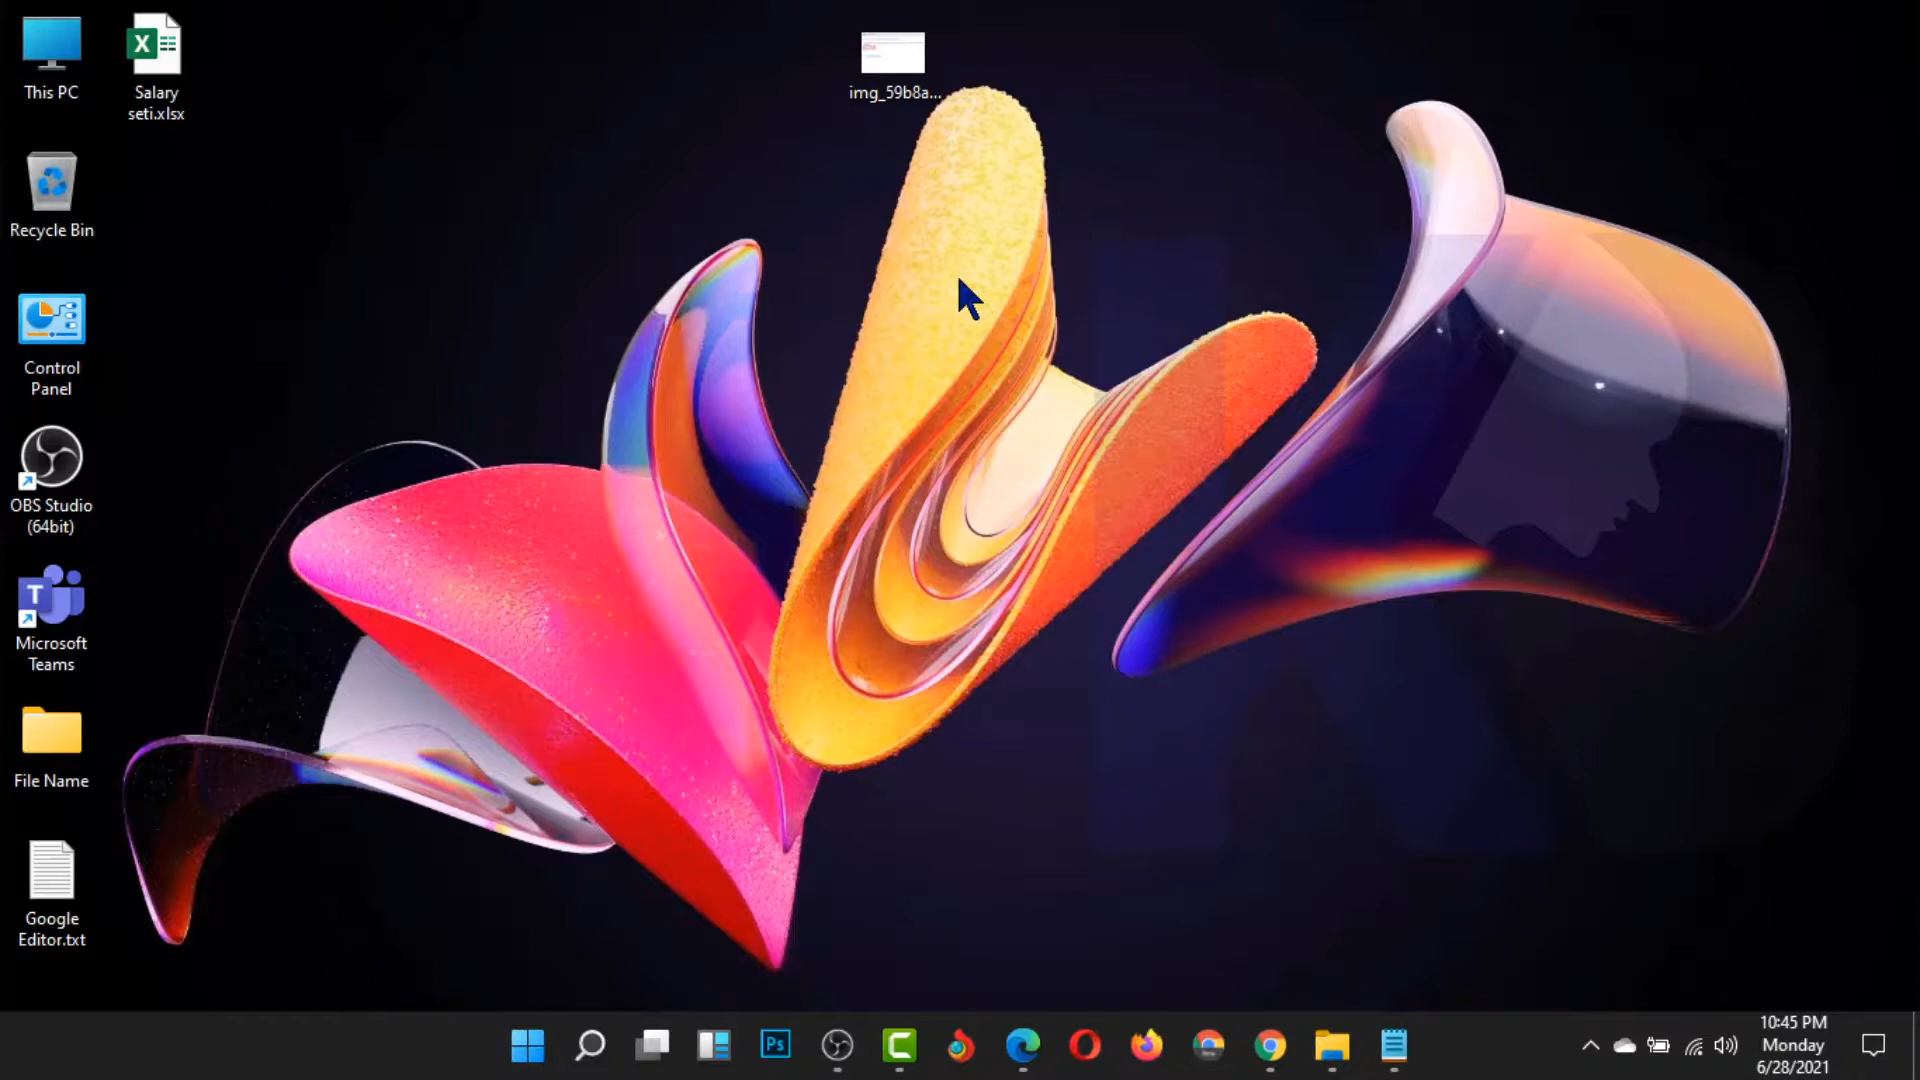 This PC
Salary
seti.xlsx
img_59b8a...
Recycle Bin
Control
Panel
OBS Studio
(64bit)
T
Microsoft
Teams
File Name
Google
Editor.txt
Ps
10:45 PM
Monday
6/28/2021